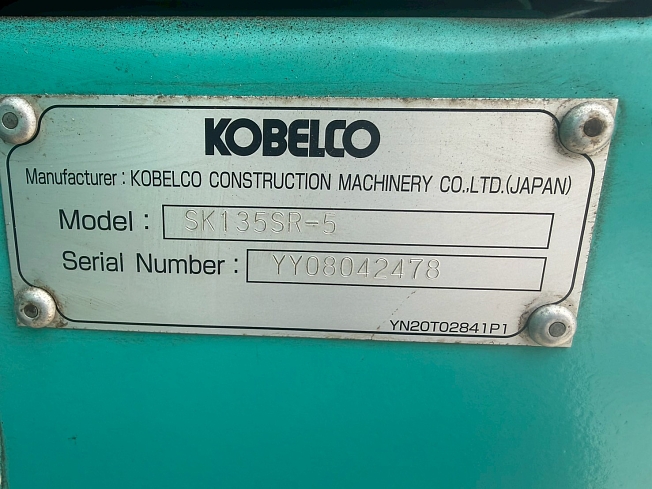 KOBELCO
Manufacturer : KOBELCO CONSTRUCTION MACHINERY CO.,LTD.(JAPAN)
Model : SK135SR-5
Serial Number : YY08042478
YN20T02841P1